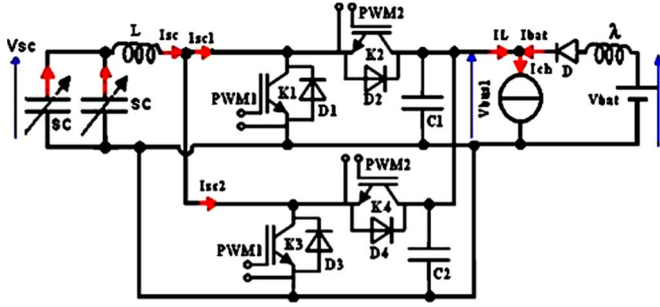 PWM2
Vsc
L
Isc
Isc1
K2
IL
Ibat
λ
D
SC
SC
PWM1
K1
D1
D2
C1
Vbus1
Ich
Vbat
PWM2
Isc2
K4
PWM1
K3
D3
D4
C2